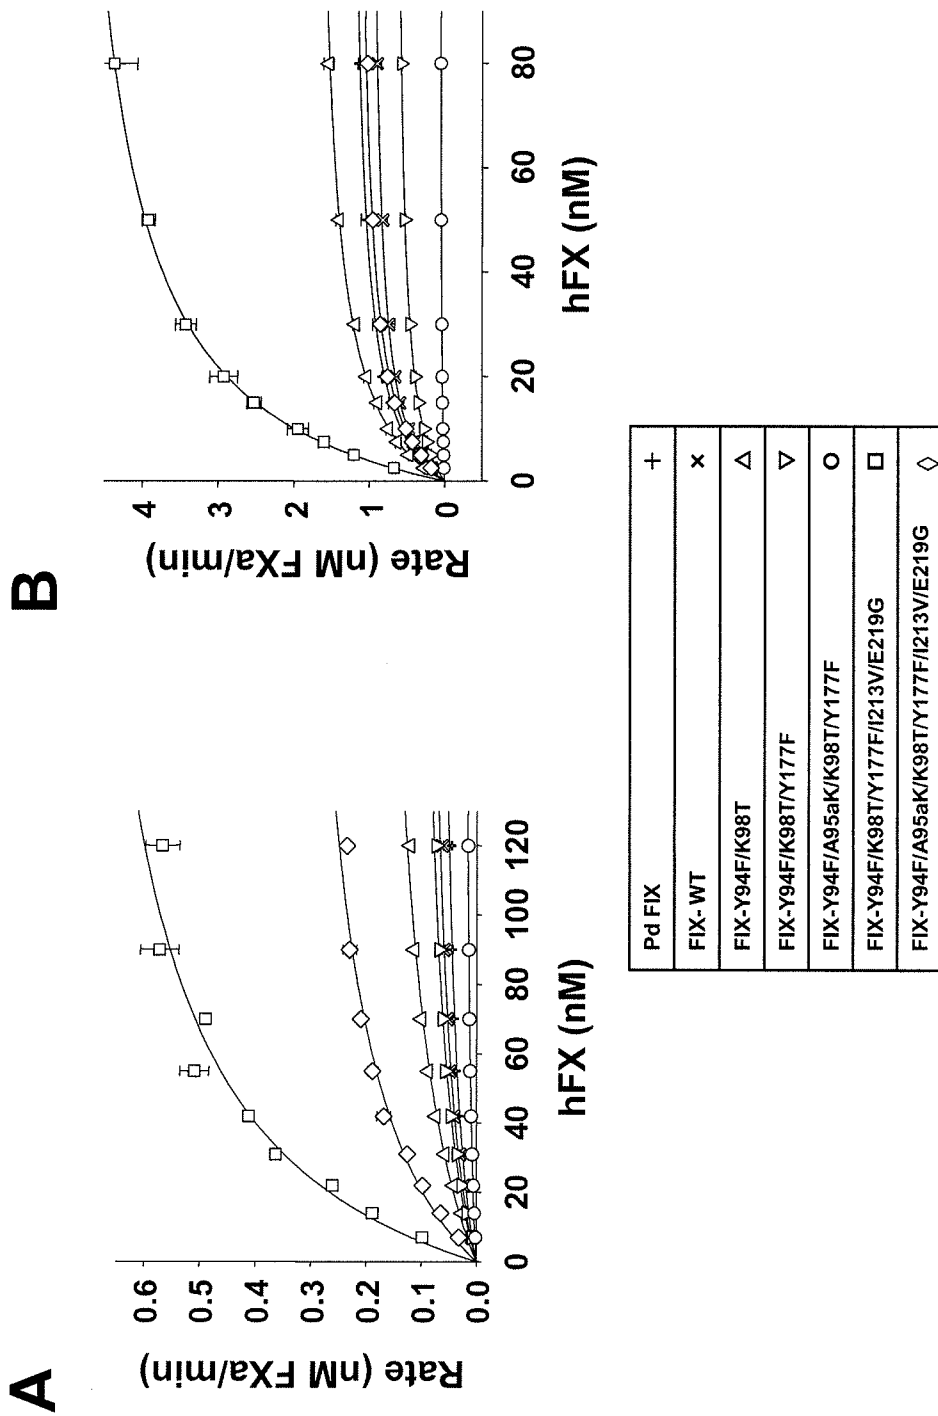 A
Rate (nM FXa/min)
0.6
0.5
0.4
0.3
0.2
0.1
0.0
0 20 40 60 80 100 120
hFX (nM)
B
Rate (nM FXa/min)
4
3
2
1
0
0 20 40 60 80
hFX (nM)
Pd FIX +
FIX- WT ×
FIX-Y94F/K98T △
FIX-Y94F/K98T/Y177F ▽
FIX-Y94F/A95aK/K98T/Y177F ○
FIX-Y94F/K98T/Y177F/I213V/E219G □
FIX-Y94F/A95aK/K98T/Y177F/I213V/E219G ◇